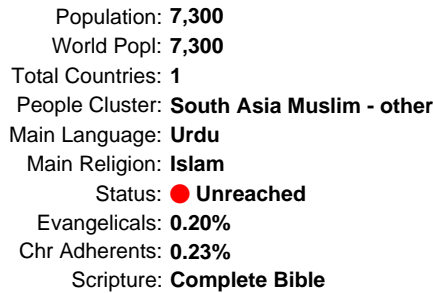 Population: 7,300
World Popl: 7,300
Total Countries: 1
People Cluster: South Asia Muslim - other
Main Language: Urdu
Main Religion: Islam
Status: Unreached
Evangelicals: 0.20%
Chr Adherents: 0.23%
Scripture: Complete Bible